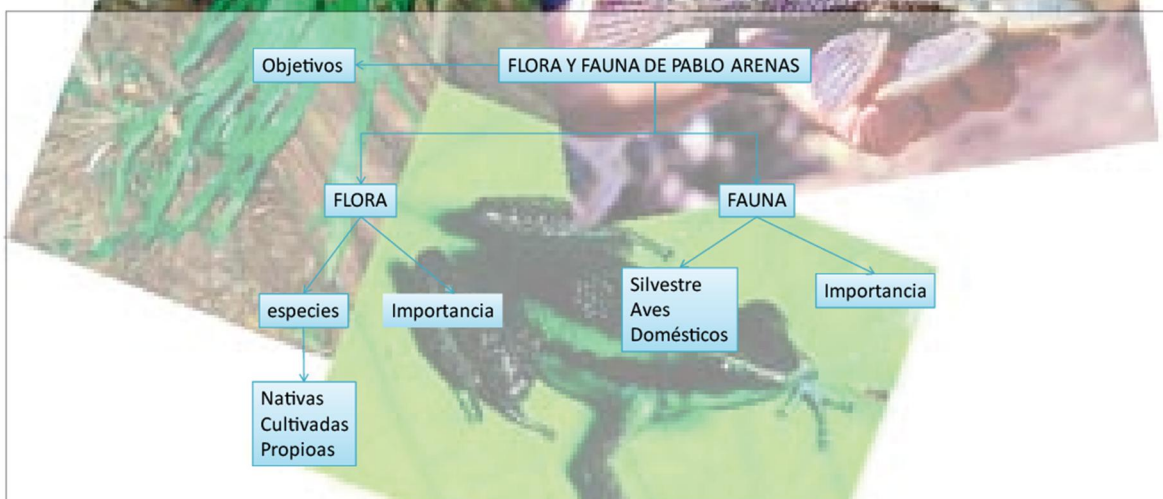 Objetivos
FLORA Y FAUNA DE PABLO ARENAS
FLORA
FAUNA
especies
Importancia
Silvestre
Aves
Domésticos
Importancia
Nativas
Cultivadas
Propioas